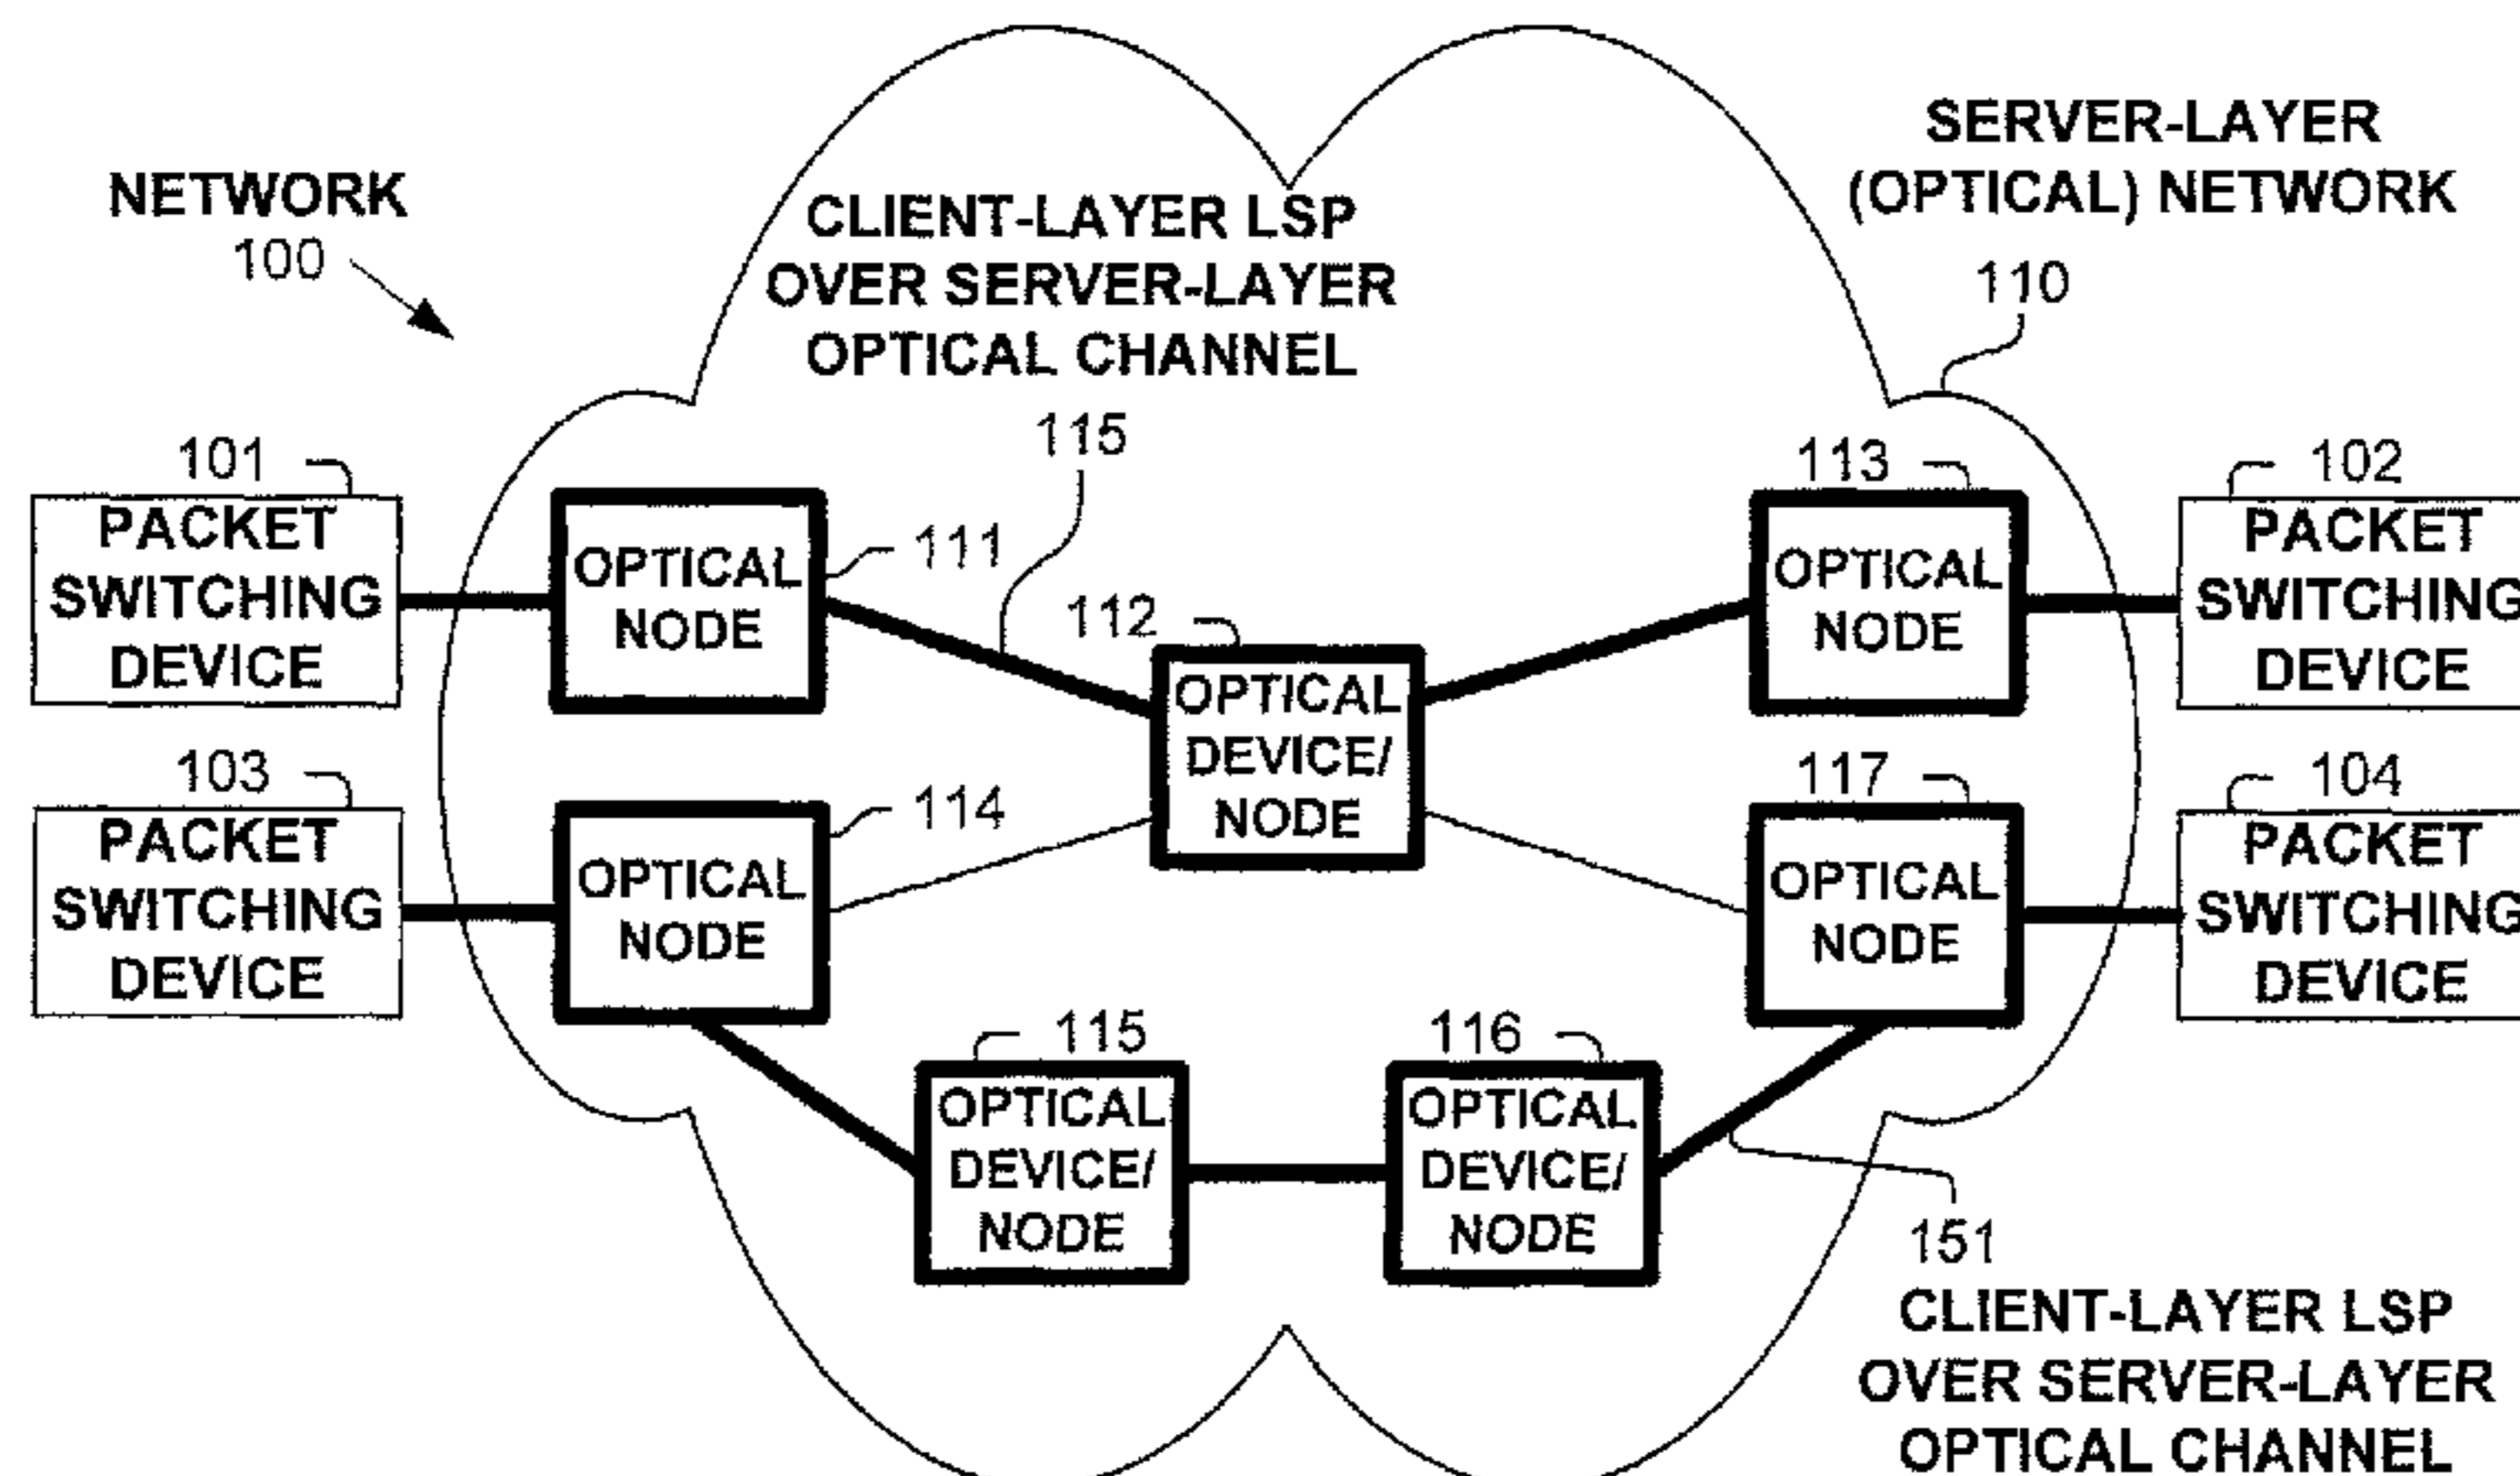 NETWORK
100
CLIENT-LAYER LSP
OVER SERVER-LAYER
OPTICAL CHANNEL
115
SERVER-LAYER
(OPTICAL) NETWORK
110
101
PACKET
SWITCHING
DEVICE
OPTICAL
NODE
111
112
OPTICAL
DEVICE/
NODE
113
OPTICAL
NODE
102
PACKET
SWITCHING
DEVICE
103
PACKET
SWITCHING
DEVICE
114
OPTICAL
NODE
117
OPTICAL
NODE
104
PACKET
SWITCHING
DEVICE
115
OPTICAL
DEVICE/
NODE
116
OPTICAL
DEVICE/
NODE
151
CLIENT-LAYER LSP
OVER SERVER-LAYER
OPTICAL CHANNEL